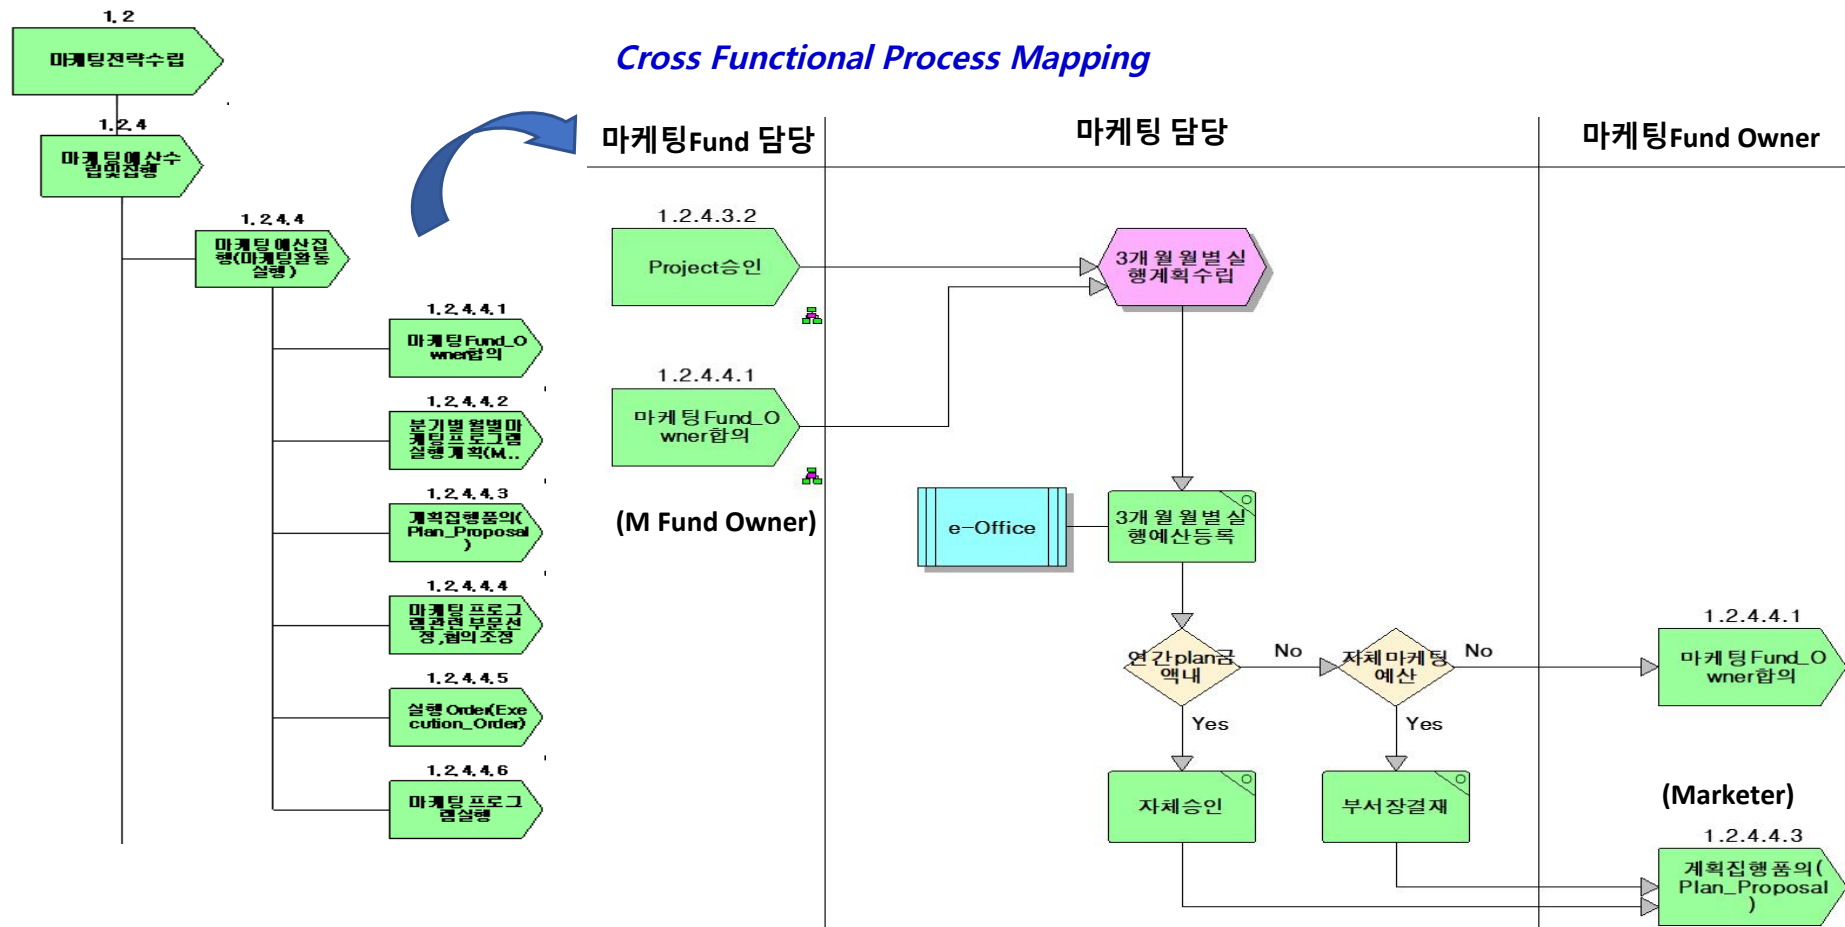 1.2
마케팅전략수립
1.2.4
마케팅예산수
립및집행
1.2.4.4
마케팅예산집
행(마케팅활동
실행)
1.2.4.4.1
마케팅Fund_O
wner합의
1.2.4.4.2
분기별월별마
케팅프로그램
실행계획(M...
1.2.4.4.3
계획집행품의(
Plan_Proposal
)
1.2.4.4.4
마케팅프로그
램관련부문선
정,협의조정
1.2.4.4.5
실행Order(Exe
cution_Order)
1.2.4.4.6
마케팅프로그
램실행
Cross Functional Process Mapping
마케팅Fund 담당
마케팅 담당
마케팅Fund Owner
1.2.4.3.2
Project승인
1.2.4.4.1
마케팅Fund_O
wner합의
(M Fund Owner)
3개월월별실
행계획수립
e-Office
3개월월별실
행예산등록
연간plan금
액내
No
자체마케팅
예산
No
Yes
Yes
자체승인
부서장결재
1.2.4.4.1
마케팅Fund_O
wner합의
(Marketer)
1.2.4.4.3
계획집행품의(
Plan_Proposal
)